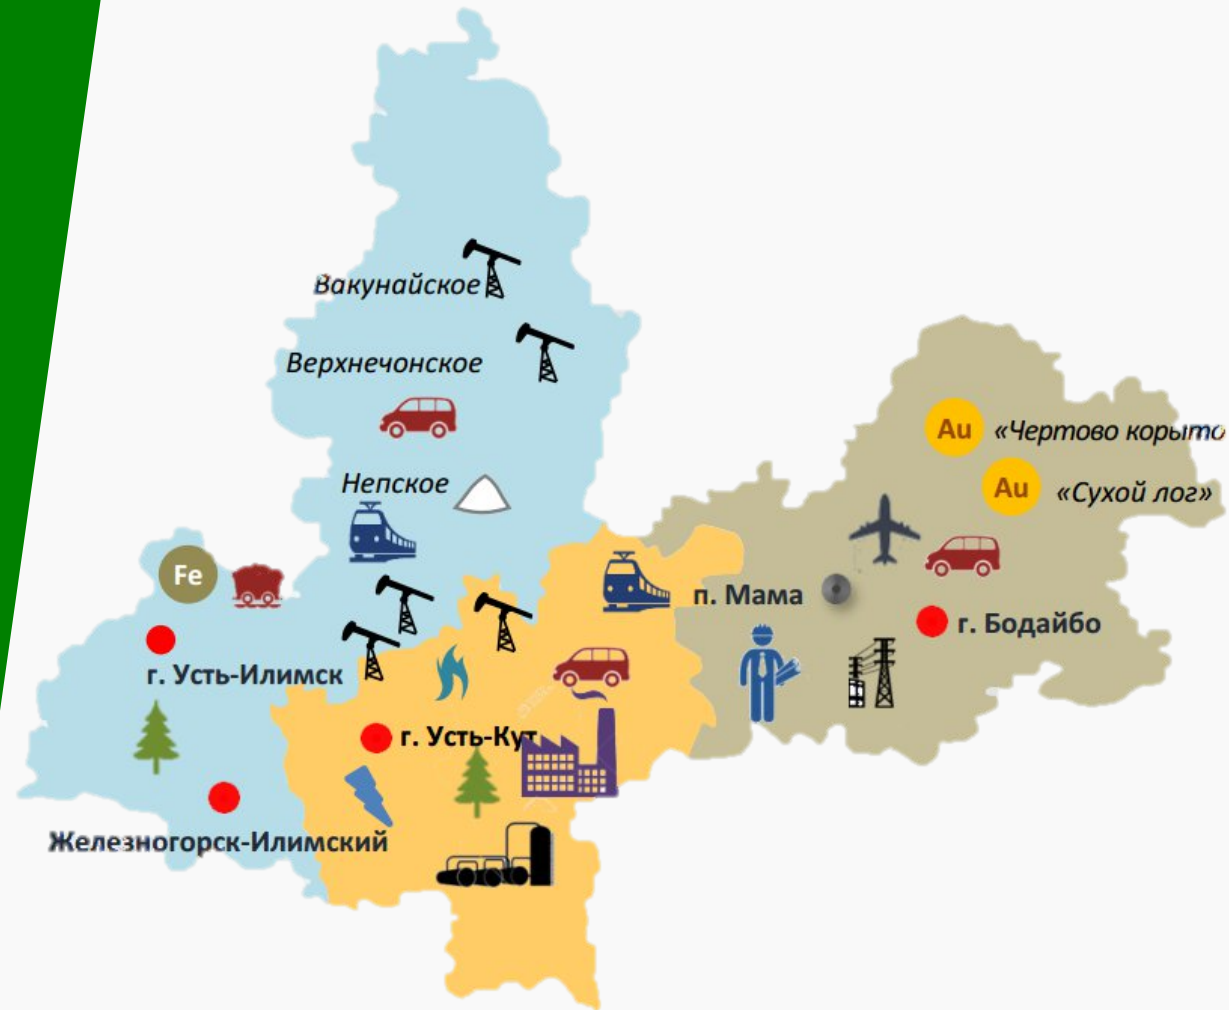 Вакунайское
Верхнечонское
Au «Чертово корыто
Непское
Au «Сухой лог»
Fe
п. Мама
г. Бодайбо
г. Усть-Илимск
г. Усть-Кут
Железногорск-Илимский